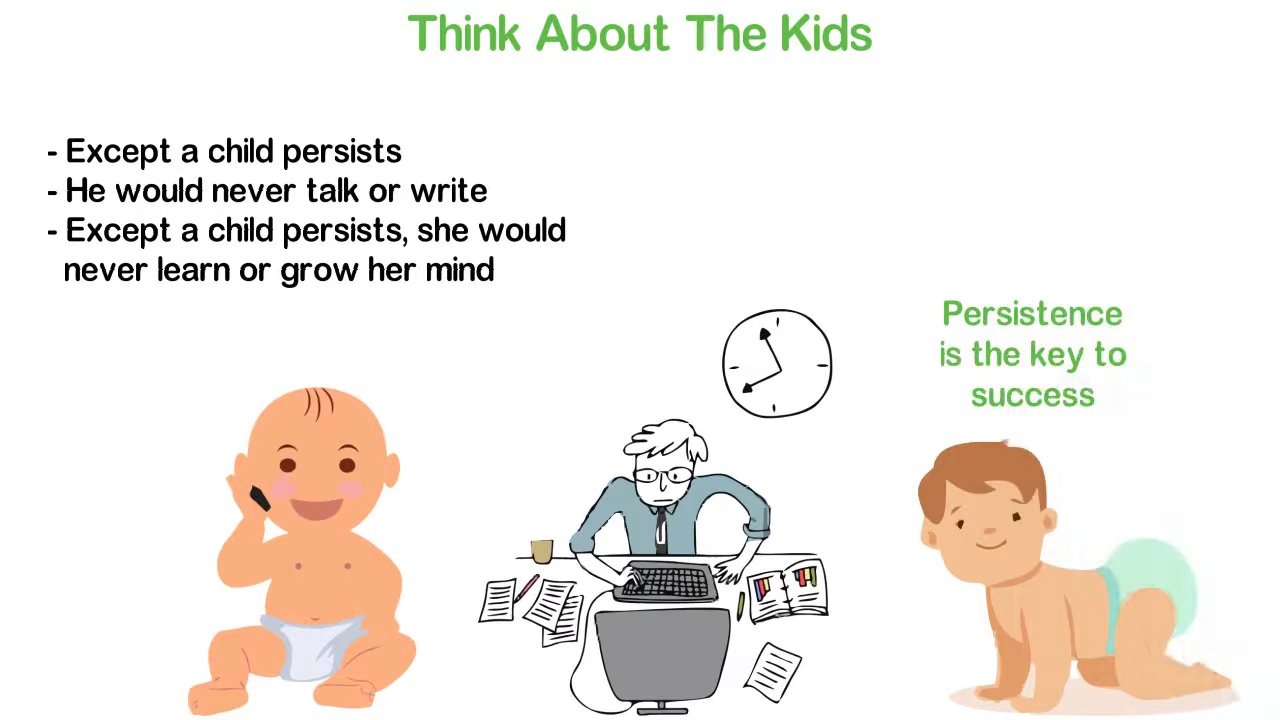 Think About The Kids
- Except a child persists
- He would never talk or write
- Except a child persists, she would
never learn or grow her mind
Persistence
is the key to
success